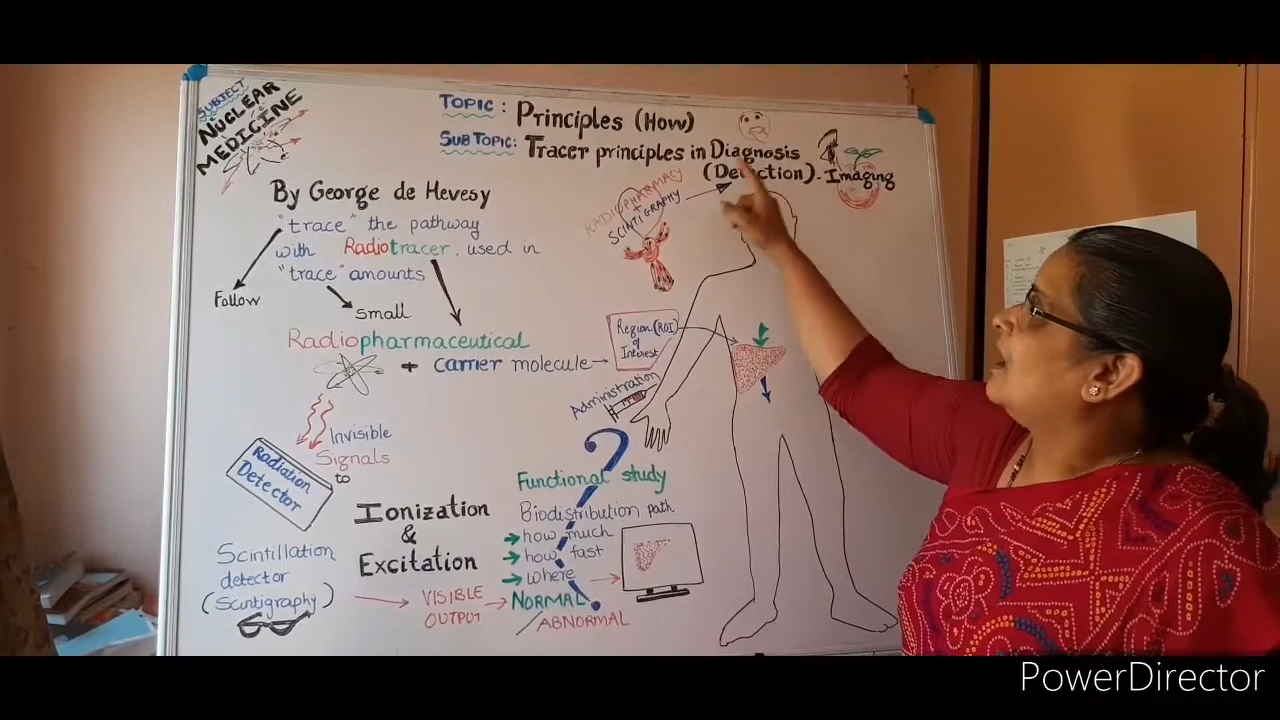 SUBJECT
NUCLEAR
MEDICINE
TOPIC : Principles (How)
SUB TOPIC: Tracer principles in Diagnosis
(Detection) - Imaging
By George de Hevesy
"trace" the pathway
with Radiotracer, used in
"trace" amounts
Follow
small
Radiopharmaceutical
+ carrier molecule
RADIOPHARMACY
+
SCINTIGRAPHY
Region (ROI)
of
Interest
Administration
Invisible
Signals
to
Radiation
Detector
Ionization
&
Excitation
Scintillation
detector
(Scintigraphy)
VISIBLE
OUTPUT
?
Functional study
Biodistribution path
how much
how fast
where
NORMAL
/ABNORMAL
PowerDirector